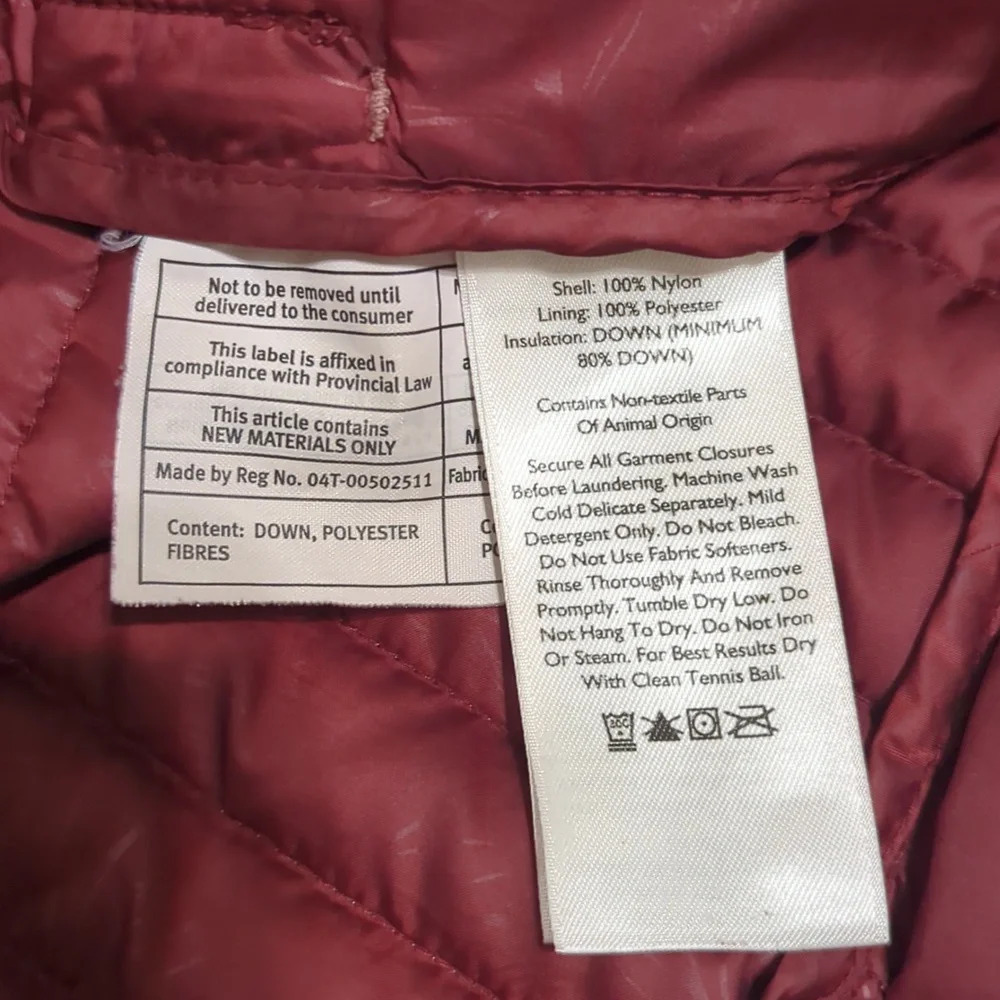 Not to be removed until
delivered to the consumer
This label is affixed in
compliance with Provincial Law
This article contains
NEW MATERIALS ONLY
Made by Reg No. 04T-00502511
Content: DOWN, POLYESTER
FIBRES
Shell: 100% Nylon
Lining: 100% Polyester
Insulation: DOWN (MINIMUM
80% DOWN)
Contains Non-textile Parts
Of Animal Origin
Secure All Garment Closures
Before Laundering. Machine Wash
Cold Delicate Separately. Mild
Detergent Only. Do Not Bleach.
Do Not Use Fabric Softeners.
Rinse Thoroughly And Remove
Promptly. Tumble Dry Low. Do
Not Hang To Dry. Do Not Iron
Or Steam. For Best Results Dry
With Clean Tennis Ball.
30C